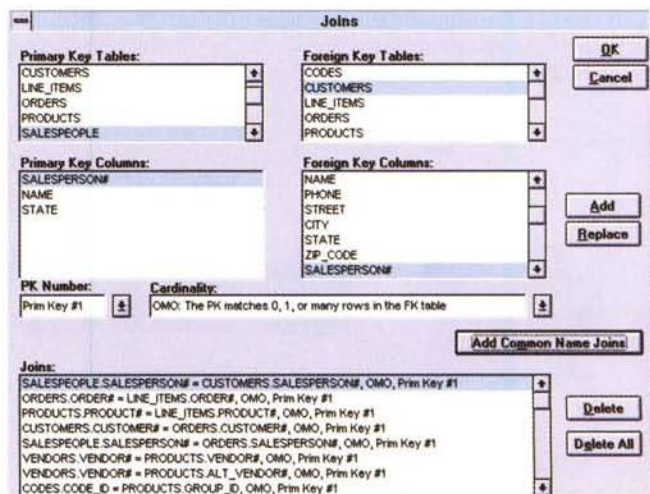 Joins
Primary Key Tables:
CUSTOMERS
LINE_ITEMS
ORDERS
PRODUCTS
SALESPEOPLE
Foreign Key Tables:
CODES
CUSTOMERS
LINE_ITEMS
ORDERS
PRODUCTS
OK
Cancel
Primary Key Columns:
SALESPERSON#
NAME
STATE
Foreign Key Columns:
NAME
PHONE
STREET
CITY
STATE
ZIP_CODE
SALESPERSON#
Add
Replace
PK Number:
Prim Key #1
Cardinality:
OMO: The PK matches 0, 1, or many rows in the FK table
Add Common Name Joins
Joins:
SALESPEOPLE.SALESPERSON# = CUSTOMERS.SALESPERSON#, OMO, Prim Key #1
ORDERS.ORDER# = LINE_ITEMS.ORDER#, OMO, Prim Key #1
PRODUCTS.PRODUCT# = LINE_ITEMS.PRODUCT#, OMO, Prim Key #1
CUSTOMERS.CUSTOMER# = ORDERS.CUSTOMER#, OMO, Prim Key #1
SALESPEOPLE.SALESPERSON# = ORDERS.SALESPERSON#, OMO, Prim Key #1
VENDORS.VENDOR# = PRODUCTS.VENDOR#, OMO, Prim Key #1
VENDORS.VENDOR# = PRODUCTS.ALT_VENDOR#, OMO, Prim Key #1
CODES.CODE_ID = PRODUCTS.GROUP_ID, OMO, Prim Key #1
Delete
Delete All